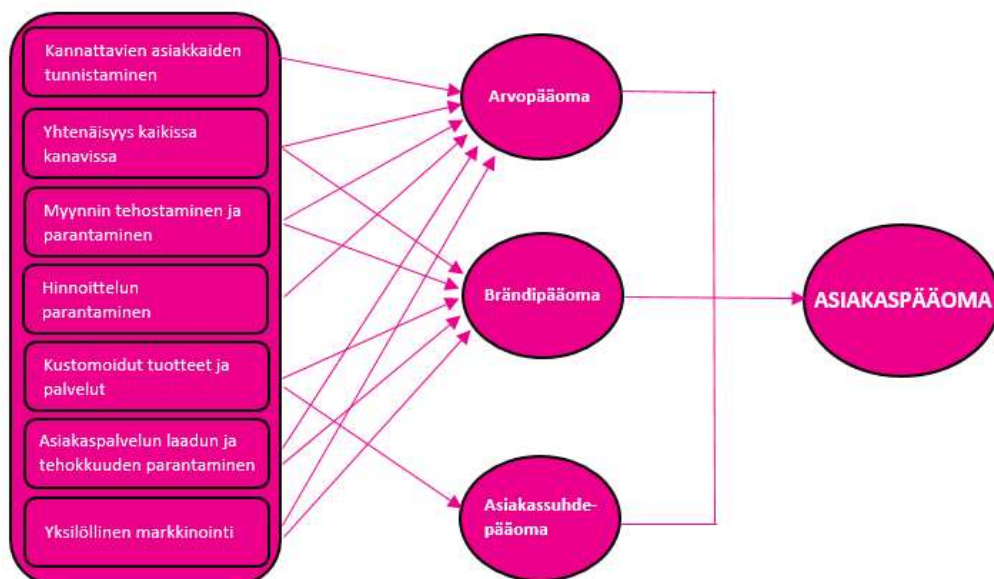 Kannattavien asiakkaiden
tunnistaminen
Yhtenäisyys kaikissa
kanavissa
Myynnin tehostaminen ja
parantaminen
Hinnoittelun
parantaminen
Kustomoidut tuotteet ja
palvelut
Asiakaspalvelun laadun ja
tehokkuuden parantaminen
Yksilöllinen markkinointi
Arvopääoma
Brändipääoma
Asiakassuhde-
pääoma
ASIAKASPÄÄOMA